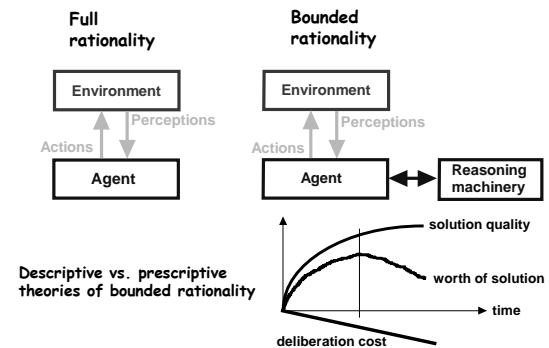 Full
rationality
Environment
Perceptions
Actions
Agent
Bounded
rationality
Environment
Perceptions
Actions
Agent
Reasoning
machinery
Descriptive vs. prescriptive
theories of bounded rationality
solution quality
worth of solution
time
deliberation cost